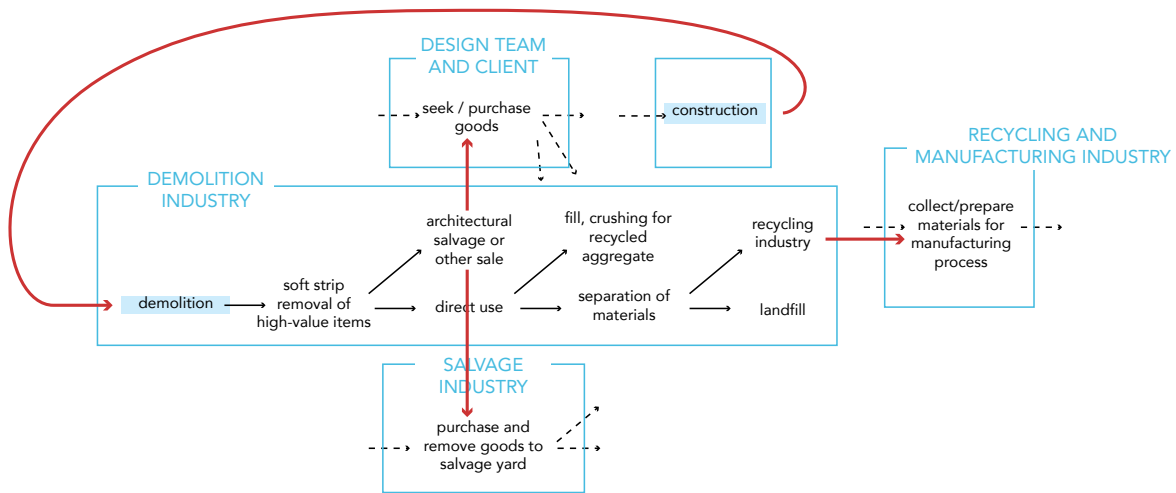 DESIGN TEAM
AND CLIENT
seek / purchase
goods
construction
RECYCLING AND
MANUFACTURING INDUSTRY
collect/prepare
materials for
manufacturing
process
DEMOLITION
INDUSTRY
architectural
salvage or
other sale
fill, crushing for
recycled
aggregate
recycling
industry
demolition
soft strip
removal of
high-value items
direct use
separation of
materials
landfill
SALVAGE
INDUSTRY
purchase and
remove goods to
salvage yard